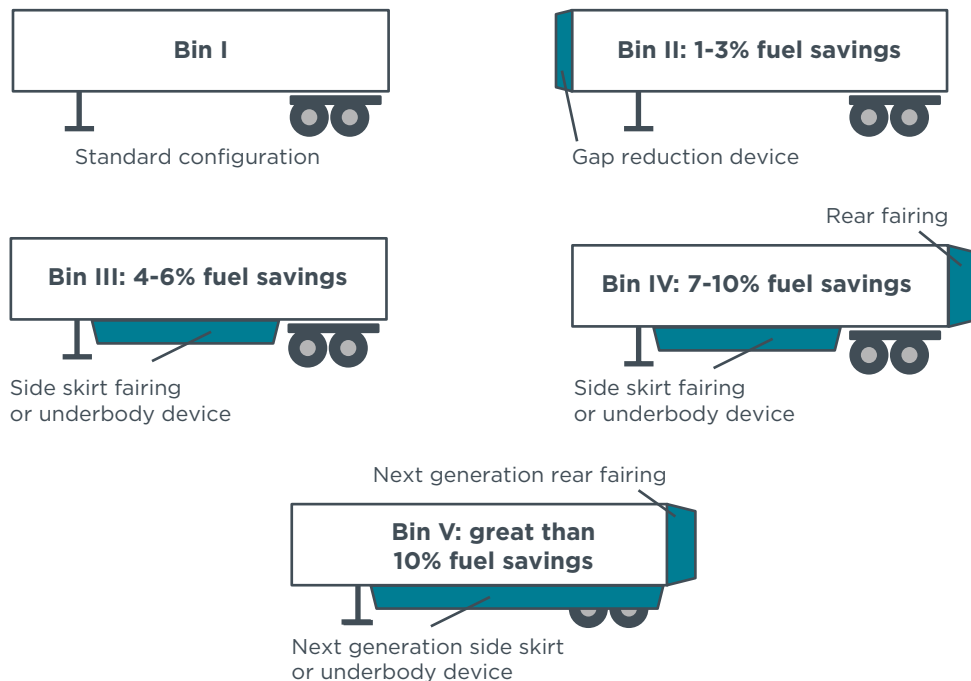 Bin I
Standard configuration
Bin II: 1-3% fuel savings
Gap reduction device
Bin III: 4-6% fuel savings
Side skirt fairing
or underbody device
Rear fairing
Bin IV: 7-10% fuel savings
Side skirt fairing
or underbody device
Next generation rear fairing
Bin V: great than
10% fuel savings
Next generation side skirt
or underbody device